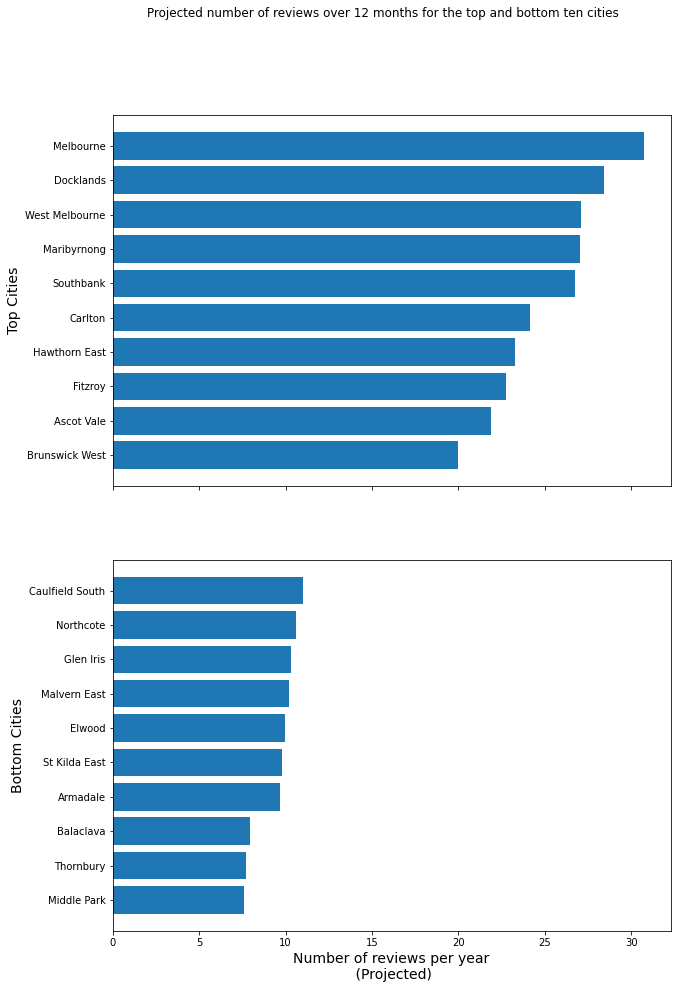 Projected number of reviews over 12 months for the top and bottom ten cities
Top Cities
Melbourne
Docklands
West Melbourne
Maribyrnong
Southbank
Carlton
Hawthorn East
Fitzroy
Ascot Vale
Brunswick West
Bottom Cities
Caulfield South
Northcote
Glen Iris
Malvern East
Elwood
St Kilda East
Armadale
Balaclava
Thornbury
Middle Park
0 5 10 15 20 25 30
Number of reviews per year
(Projected)